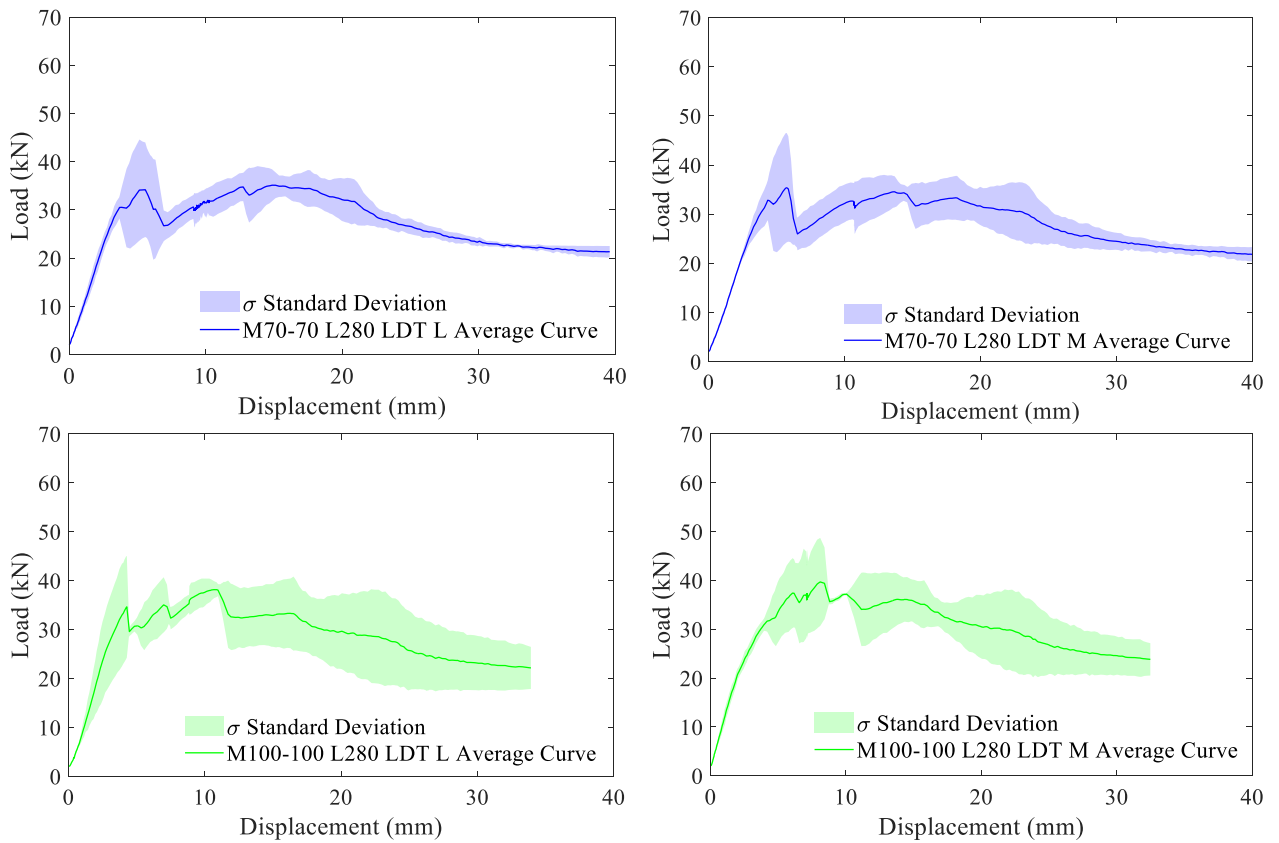 70
60
50
40
30
20
10
0
Load (kN)
σ Standard Deviation
M70-70 L280 LDT L Average Curve
0 10 20 30 40
Displacement (mm)
70
60
50
40
30
20
10
0
Load (kN)
σ Standard Deviation
M70-70 L280 LDT M Average Curve
0 10 20 30 40
Displacement (mm)
70
60
50
40
30
20
10
0
Load (kN)
σ Standard Deviation
M100-100 L280 LDT L Average Curve
0 10 20 30 40
Displacement (mm)
70
60
50
40
30
20
10
0
Load (kN)
σ Standard Deviation
M100-100 L280 LDT M Average Curve
0 10 20 30 40
Displacement (mm)